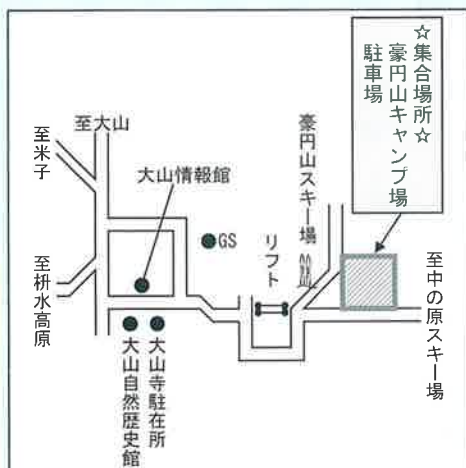 ☆集合場所☆
豪円山キャンプ場
駐車場
至大山
至米子
大山情報館
豪円山スキー場
GS
リフト
至枡水高原
至中の原スキー場
大山寺駐在所
大山自然歴史館